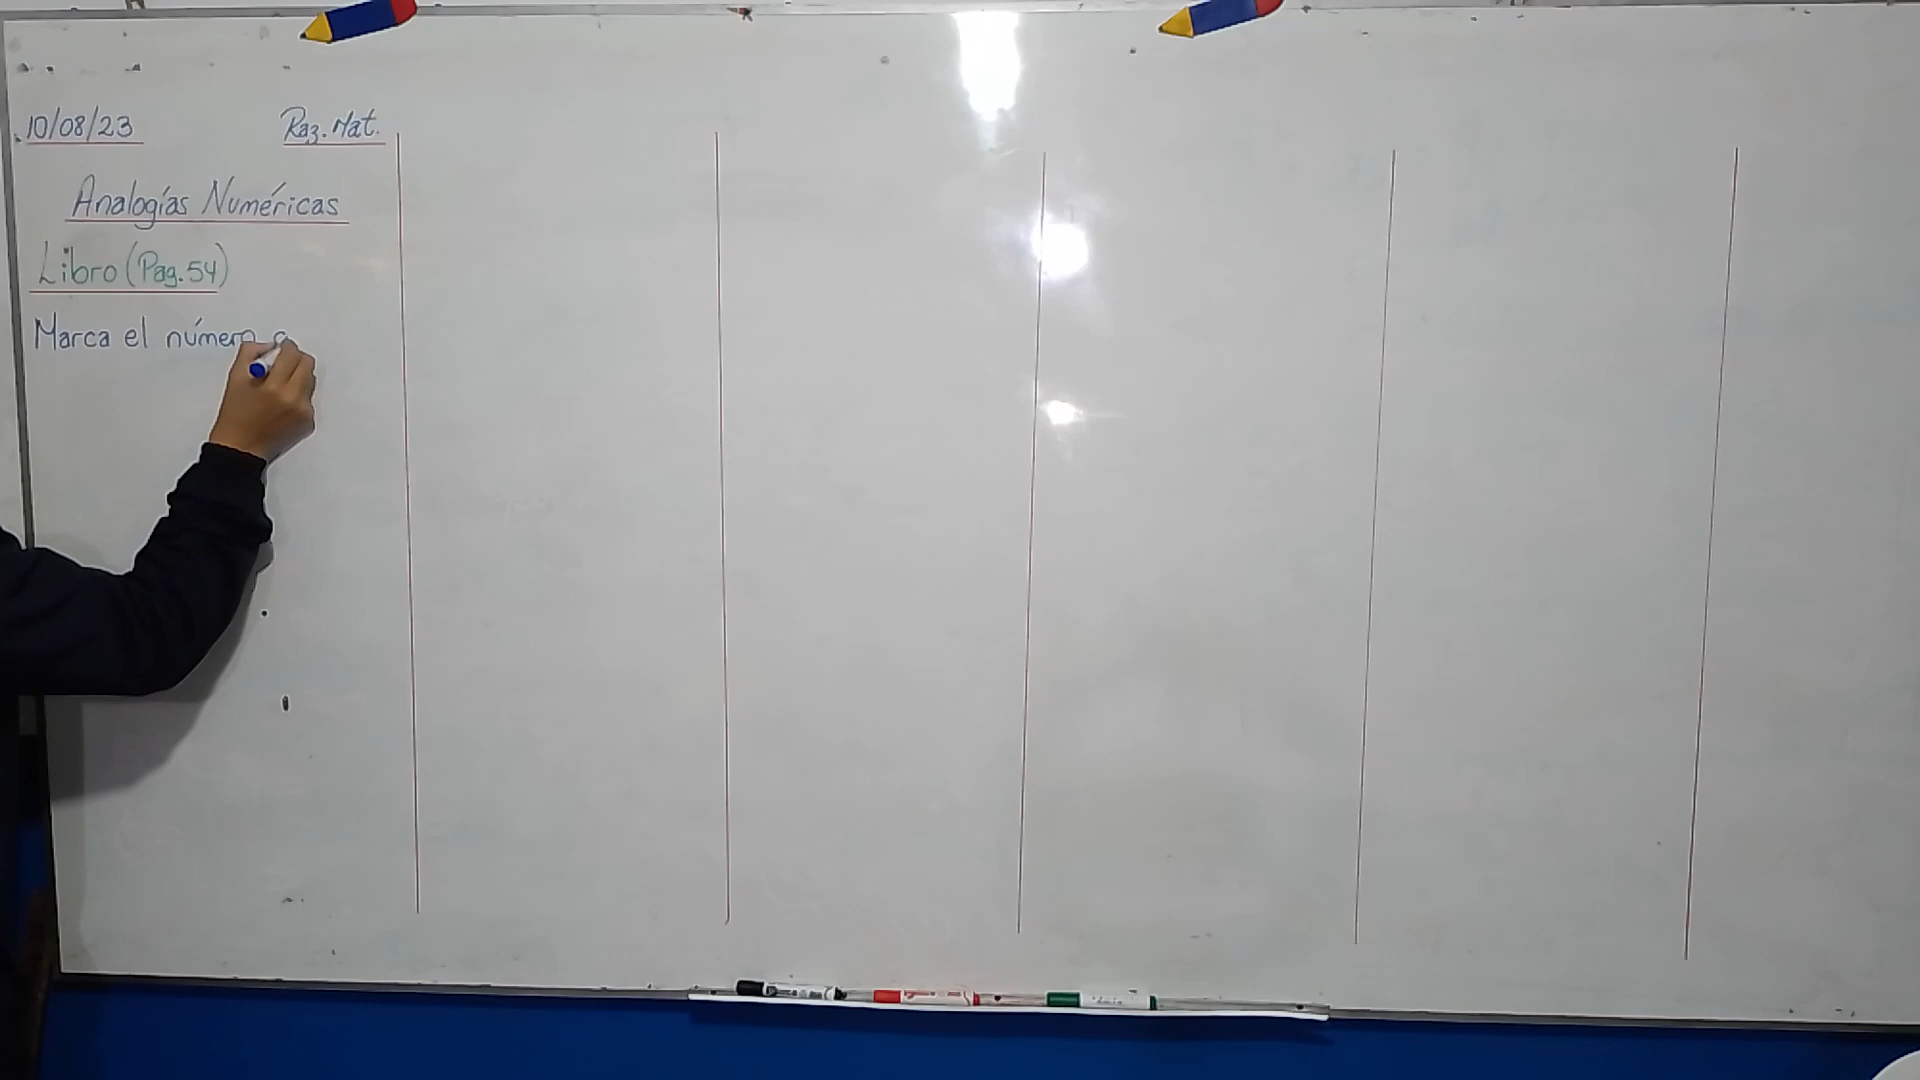 10/08/23 Raz. Mat.
Analogías Numéricas
Libro (Pag. 54)
Marca el número